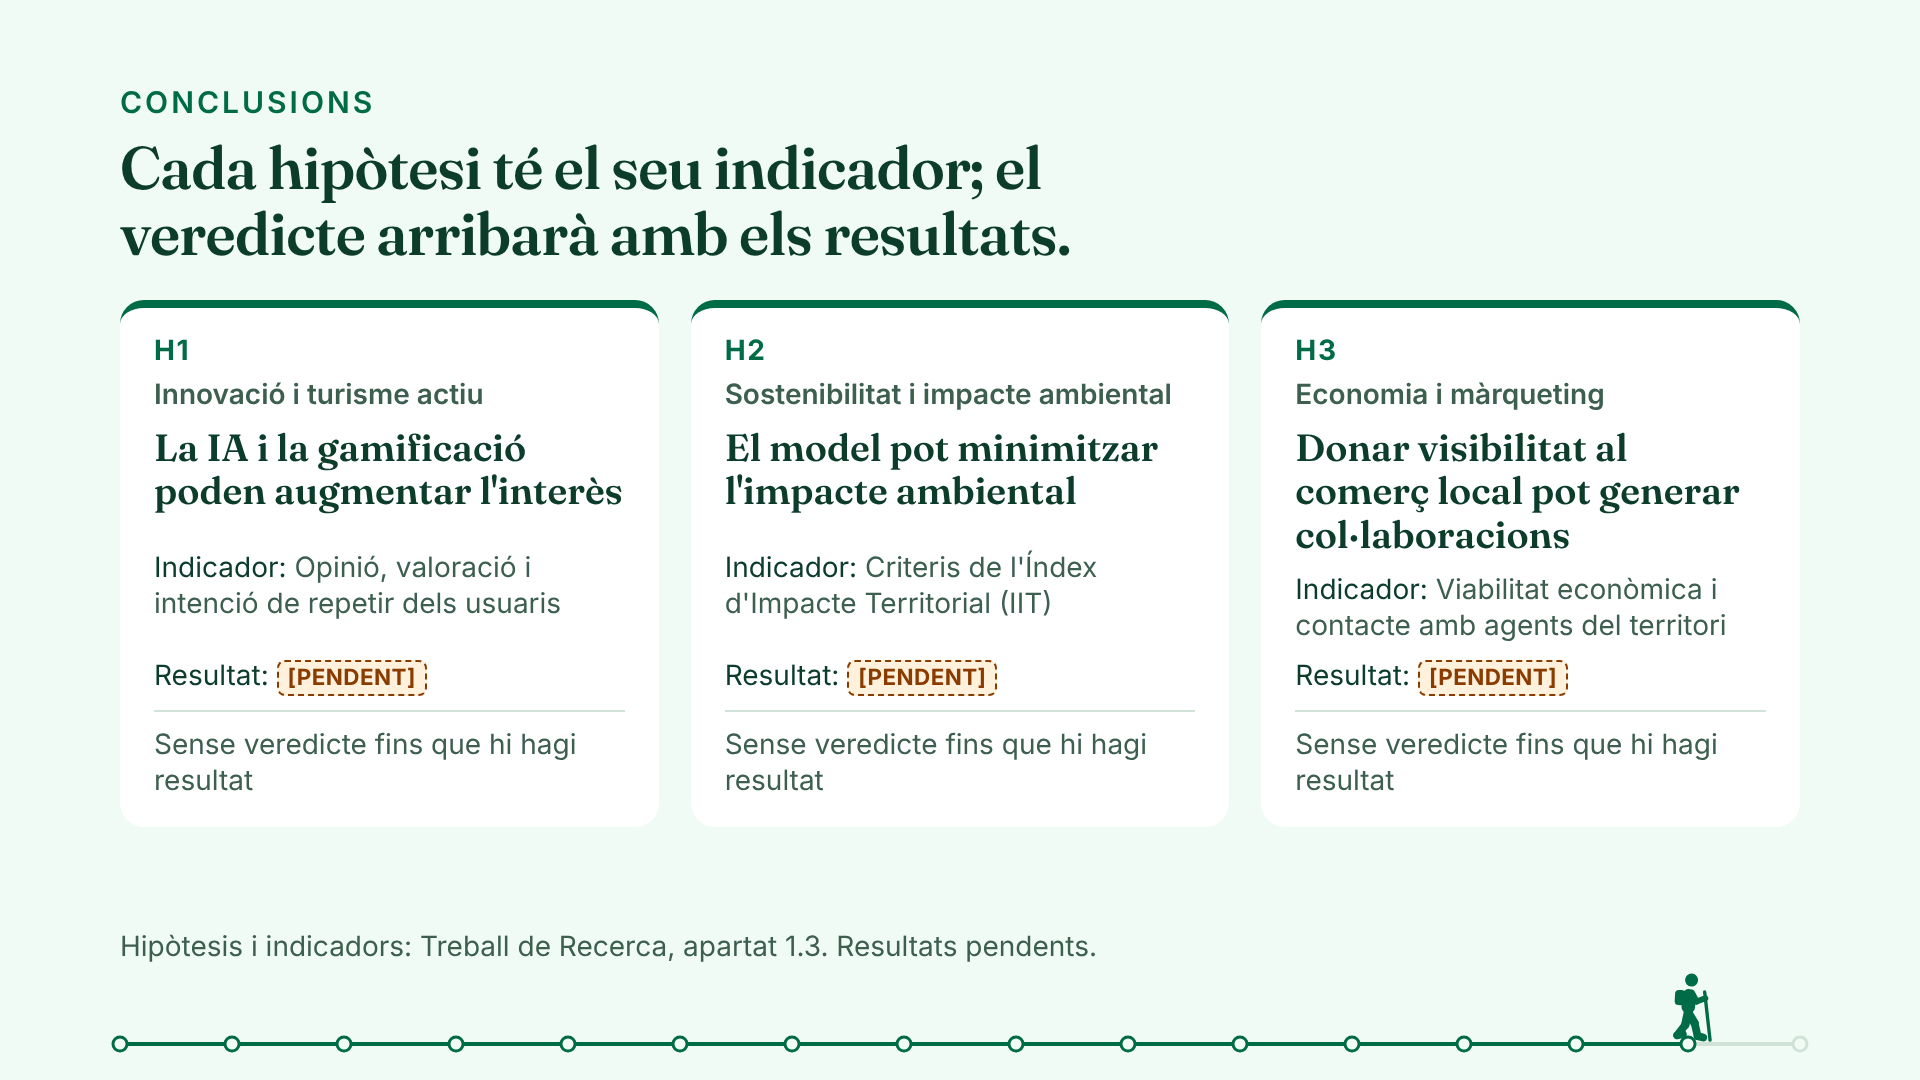 CONCLUSIONS
Cada hipòtesi té el seu indicador; el
veredicte arribarà amb els resultats.
H1
Innovació i turisme actiu
La IA i la gamificació
poden augmentar l'interès
Indicador: Opinió, valoració i
intenció de repetir dels usuaris
Resultat: [PENDENT]
Sense veredicte fins que hi hagi
resultat
H2
Sostenibilitat i impacte ambiental
El model pot minimitzar
l'impacte ambiental
Indicador: Criteris de l'Índex
d'Impacte Territorial (IIT)
Resultat: [PENDENT]
Sense veredicte fins que hi hagi
resultat
H3
Economia i màrqueting
Donar visibilitat al
comerç local pot generar
col·laboracions
Indicador: Viabilitat econòmica i
contacte amb agents del territori
Resultat: [PENDENT]
Sense veredicte fins que hi hagi
resultat
Hipòtesis i indicadors: Treball de Recerca, apartat 1.3. Resultats pendents.